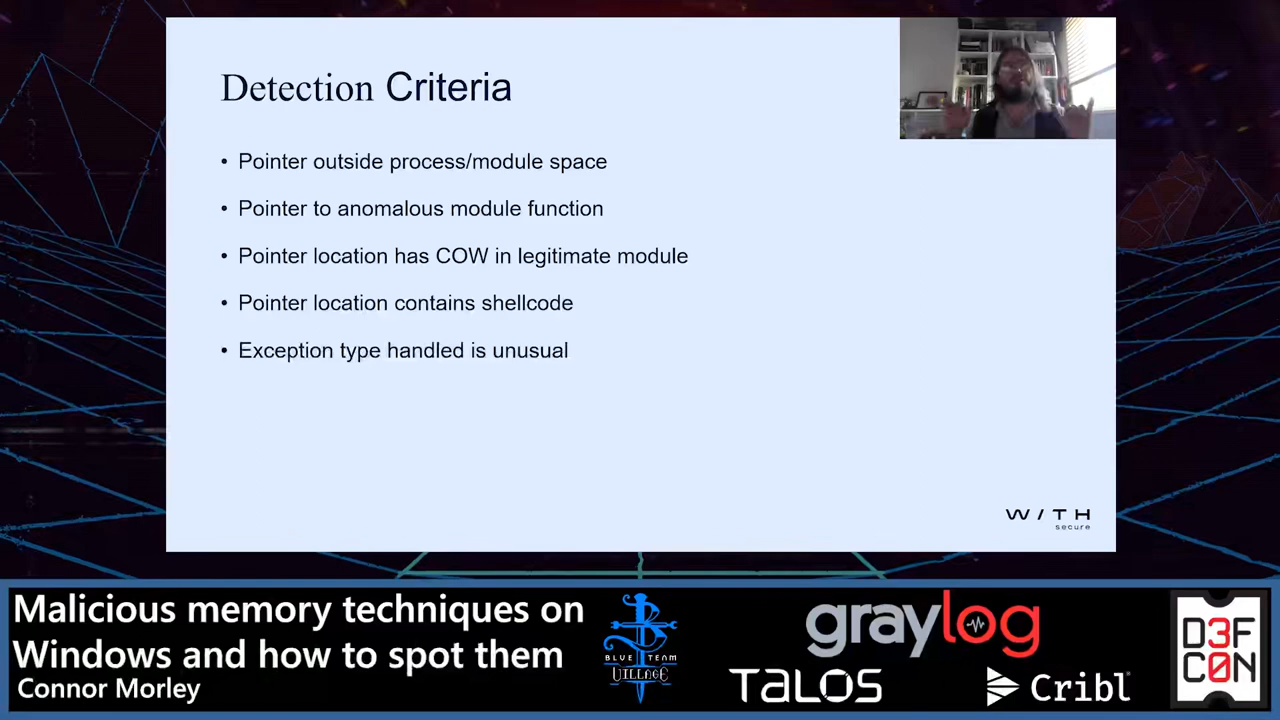 Detection Criteria
• Pointer outside process/module space
• Pointer to anomalous module function
• Pointer location has COW in legitimate module
• Pointer location contains shellcode
• Exception type handled is unusual
W / T H
secure
Malicious memory techniques on
Windows and how to spot them
Connor Morley
BLUE TEAM
VILLAGE
graylog
TALOS
Cribl
D3F
C0N